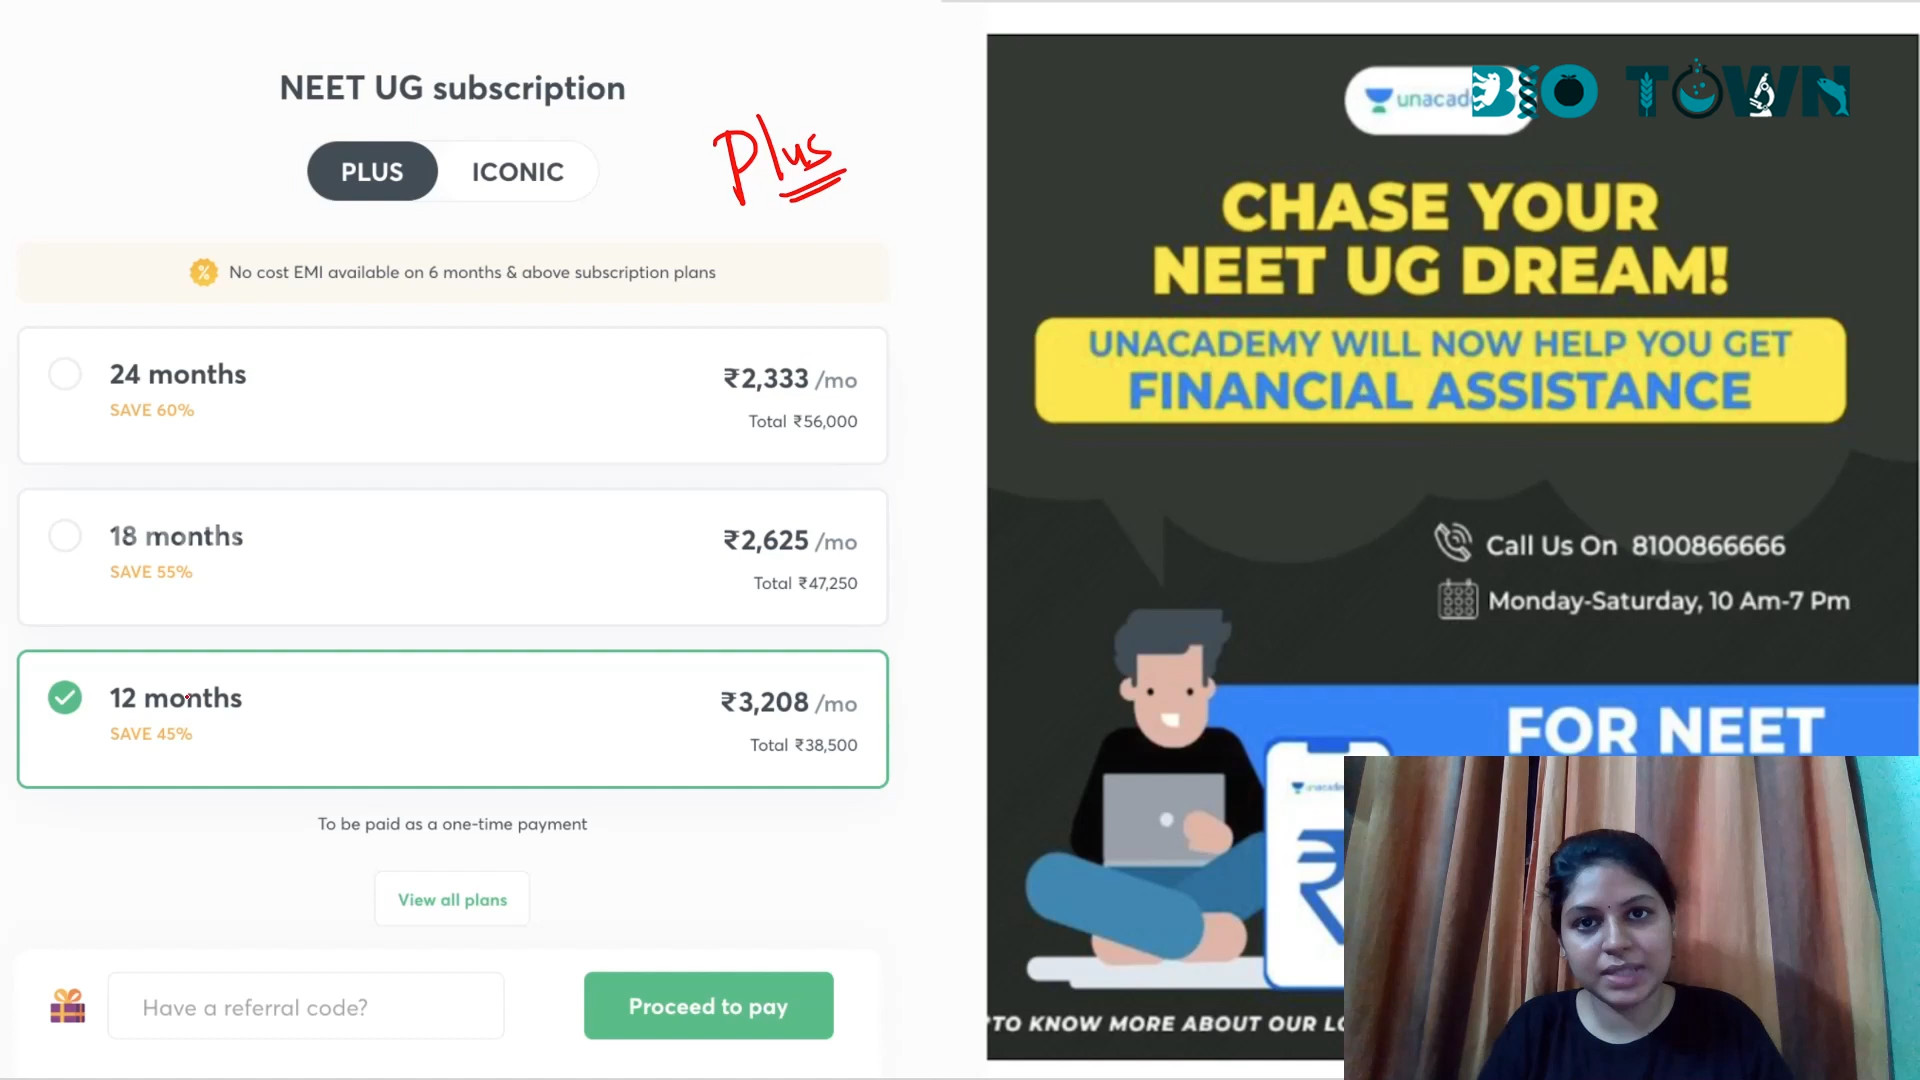 NEET UG subscription
PLUS
ICONIC
Plus
No cost EMI available on 6 months & above subscription plans
24 months
SAVE 60%
₹2,333 /mo
Total ₹56,000
18 months
SAVE 55%
₹2,625 /mo
Total ₹47,250
12 months
SAVE 45%
₹3,208 /mo
Total ₹38,500
To be paid as a one-time payment
View all plans
Have a referral code?
Proceed to pay
BIO TOWN
CHASE YOUR
NEET UG DREAM!
UNACADEMY WILL NOW HELP YOU GET
FINANCIAL ASSISTANCE
Call Us On 8100866666
Monday-Saturday, 10 Am-7 Pm
FOR NEET
₹
TO KNOW MORE ABOUT OUR